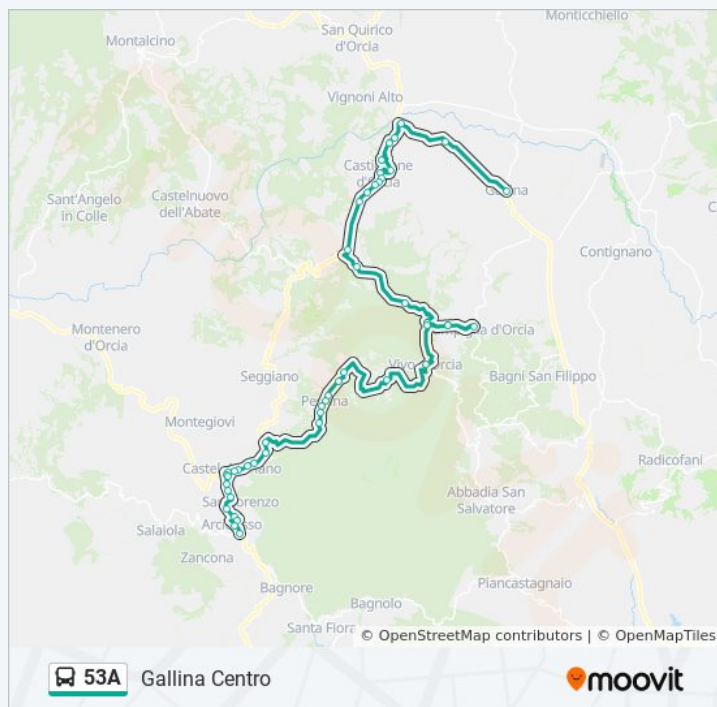 Monticchiello
San Quirico
d'Orcia
Montalcino
Vignoni Alto
Sant'Angelo
in Colle
Castelnuovo
dell'Abate
Contignano
Montenero
d'Orcia
d'Orcia
Seggiano
Bagni San Filippo
Montegiovi
Radicofani
Abbadia San
Salvatore
Salaiola
Zancona
Bagnore
Piancastagnaio
Bagnolo
Santa Fiora
© OpenStreetMap contributors | © OpenMapTiles
53A Gallina Centro moovit